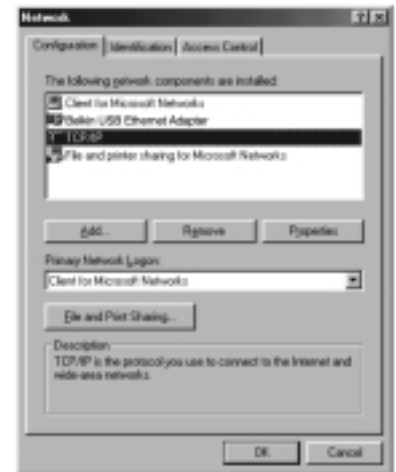 Network
Configuration Identification Access Control
The following network components are installed:
Client for Microsoft Networks
Belkin USB Ethernet Adapter
TCP/IP
File and printer sharing for Microsoft Networks
Add... Remove Properties
Primary Network Logon:
Client for Microsoft Networks
File and Print Sharing...
Description
TCP/IP is the protocol you use to connect to the Internet and
wide-area networks.
OK Cancel